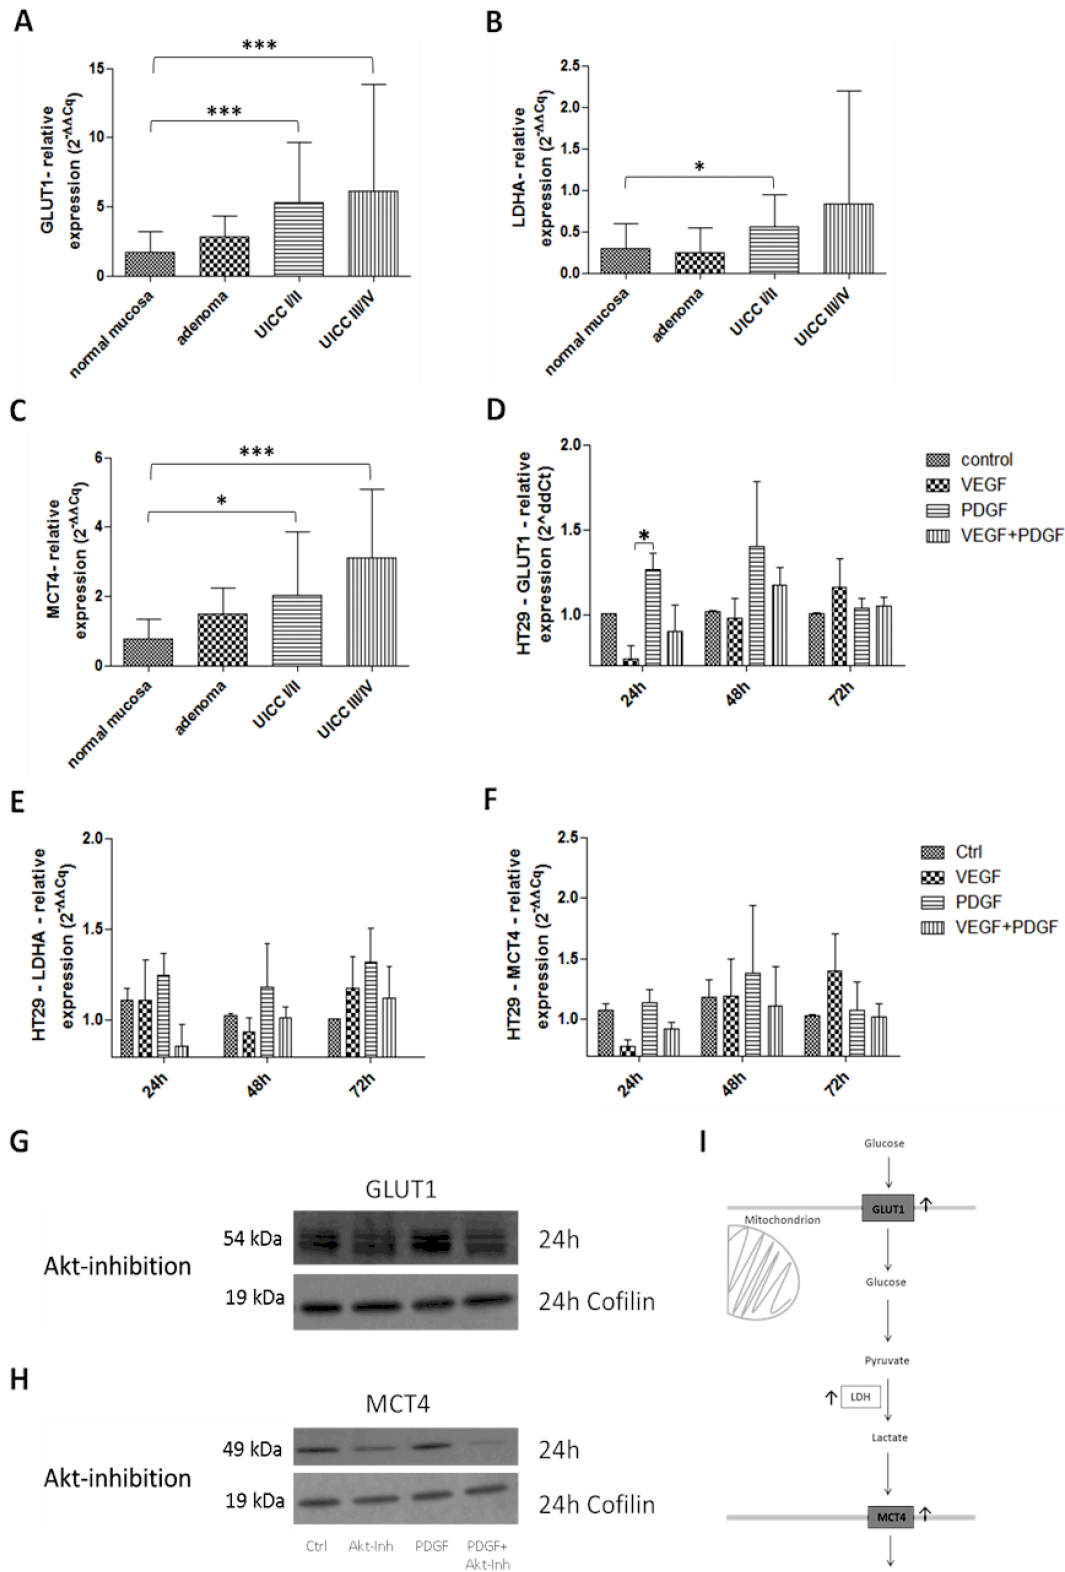 A
GLUT1- relative
expression (2^-ΔΔCq)
15
10
5
0
***
***
normal mucosa
adenoma
UICC I/II
UICC III/IV
B
LDHA- relative
expression (2^-ΔΔCq)
2.5
2.0
1.5
1.0
0.5
0.0
*
normal mucosa
adenoma
UICC I/II
UICC III/IV
C
MCT4- relative
expression (2^-ΔΔCq)
6
4
2
0
***
*
normal mucosa
adenoma
UICC I/II
UICC III/IV
D
HT29 - GLUT1 - relative
expression (2^ddCt)
2.0
1.5
1.0
*
24h
48h
72h
control
VEGF
PDGF
VEGF+PDGF
E
HT29 - LDHA - relative
expression (2^-ΔΔCq)
2.0
1.5
1.0
24h
48h
72h
F
HT29 - MCT4 - relative
expression (2^-ΔΔCq)
2.5
2.0
1.5
1.0
24h
48h
72h
Ctrl
VEGF
PDGF
VEGF+PDGF
G
GLUT1
Akt-inhibition
54 kDa
24h
19 kDa
24h Cofilin
H
MCT4
Akt-inhibition
49 kDa
24h
19 kDa
24h Cofilin
Ctrl
Akt-Inh
PDGF
PDGF+
Akt-Inh
I
Glucose
GLUT1
Mitochondrion
Glucose
Pyruvate
LDH
Lactate
MCT4